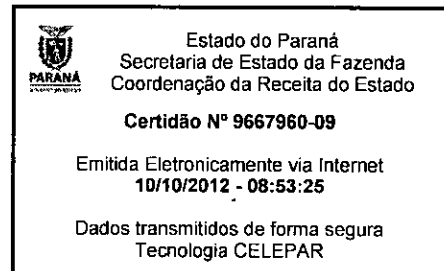 Estado do Paraná
Secretaria de Estado da Fazenda
PARANÁ
Coordenação da Receita do Estado
Certidão Nº 9667960-09
Emitida Eletronicamente via Internet
10/10/2012 - 08:53:25
Dados transmitidos de forma segura
Tecnologia CELEPAR